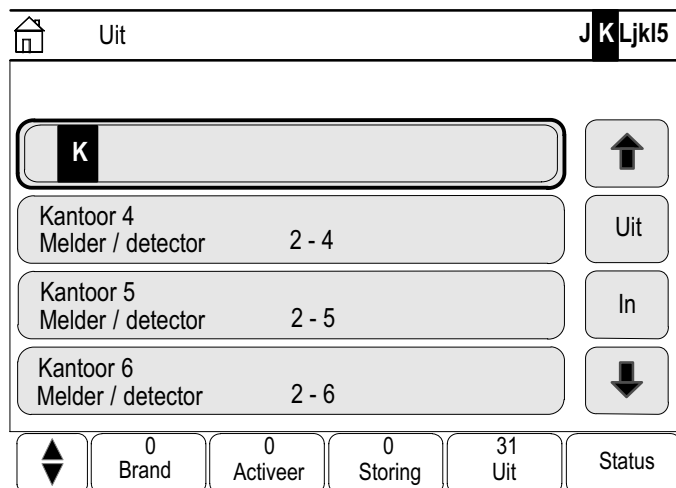 Uit
JKLjkl5
K
Kantoor 4
Melder / detector 2 - 4
Uit
Kantoor 5
Melder / detector 2 - 5
In
Kantoor 6
Melder / detector 2 - 6
0
Brand
0
Activeer
0
Storing
31
Uit
Status